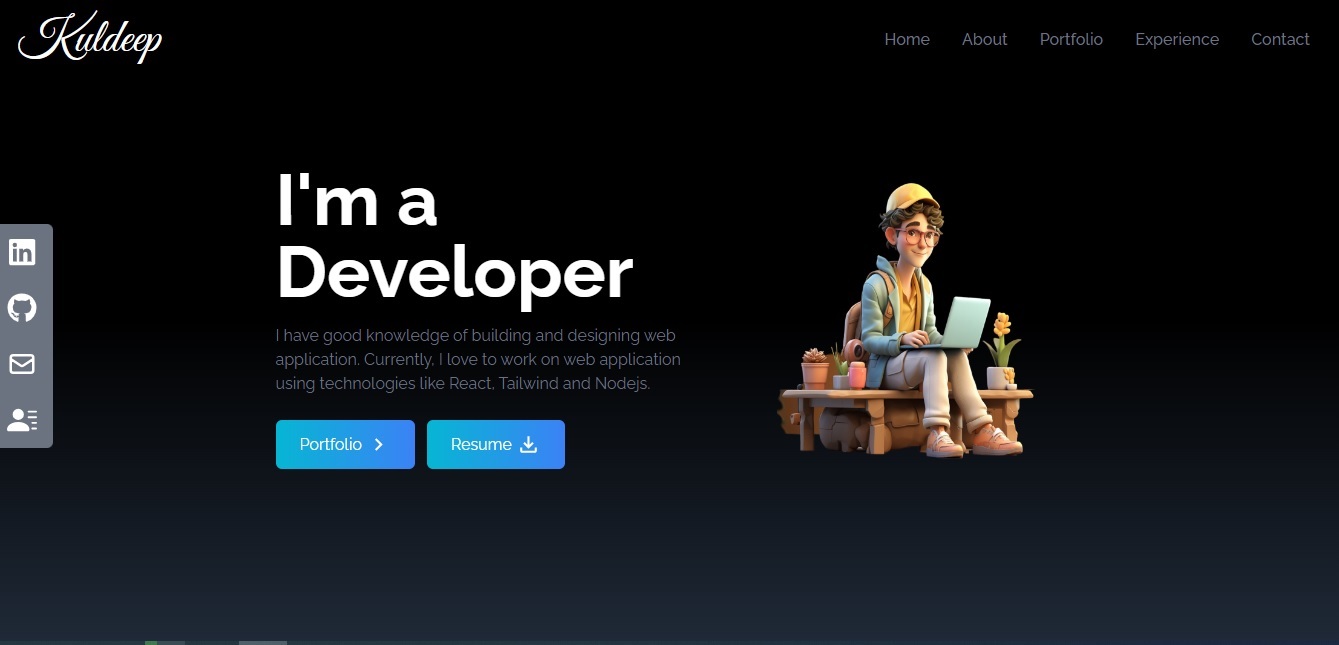 Kuldeep
Home About Portfolio Experience Contact
I'm a
Developer
I have good knowledge of building and designing web
application. Currently, I love to work on web application
using technologies like React, Tailwind and Nodejs.
Portfolio Resume
in